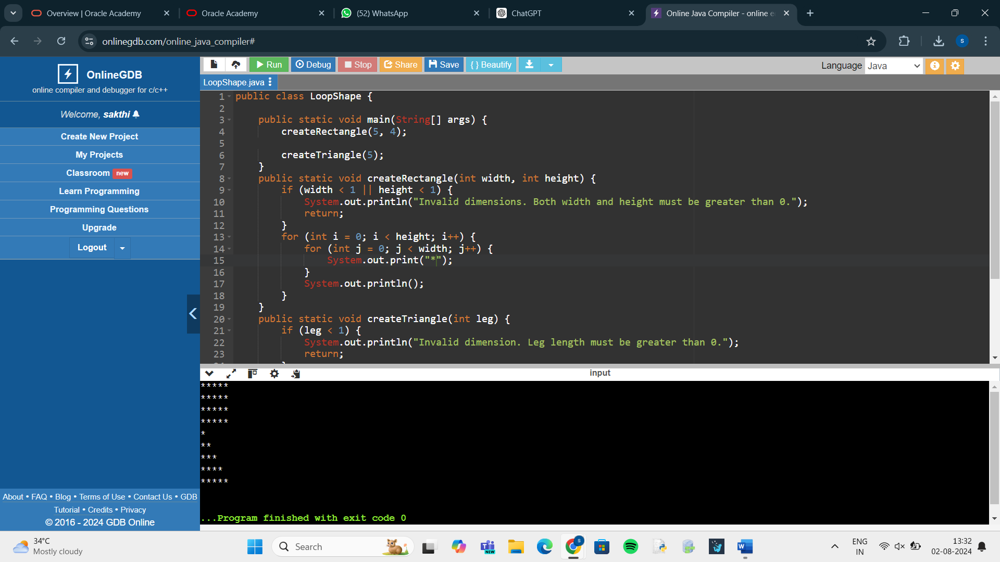 Overview | Oracle Academy
Oracle Academy
(52) WhatsApp
ChatGPT
Online Java Compiler - online e
onlinegdb.com/online_java_compiler#
OnlineGDB
online compiler and debugger for c/c++
Welcome, sakthi
Create New Project
My Projects
Classroom new
Learn Programming
Programming Questions
Upgrade
Logout
About • FAQ • Blog • Terms of Use • Contact Us • GDB
Tutorial • Credits • Privacy
© 2016 - 2024 GDB Online
Run Debug Stop Share Save { } Beautify
Language Java
LoopShape.java
1 public class LoopShape {
2
3 public static void main(String[] args) {
4 createRectangle(5, 4);
5
6 createTriangle(5);
7 }
8 public static void createRectangle(int width, int height) {
9 if (width < 1 || height < 1) {
10 System.out.println("Invalid dimensions. Both width and height must be greater than 0.");
11 return;
12 }
13 for (int i = 0; i < height; i++) {
14 for (int j = 0; j < width; j++) {
15 System.out.print("*");
16 }
17 System.out.println();
18 }
19 }
20 public static void createTriangle(int leg) {
21 if (leg < 1) {
22 System.out.println("Invalid dimension. Leg length must be greater than 0.");
23 return;
input
*****
*****
*****
*****
*
**
***
****
*****
...Program finished with exit code 0
34°C
Mostly cloudy
Search
NEW
ENG
IN
13:32
02-08-2024